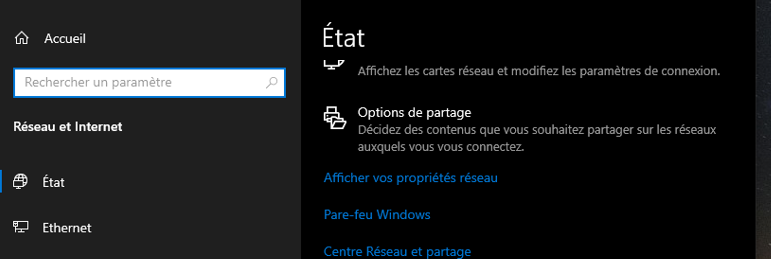 Accueil
Rechercher un paramètre
Réseau et Internet
État
Ethernet
État
Affichez les cartes réseau et modifiez les paramètres de connexion.
Options de partage
Décidez des contenus que vous souhaitez partager sur les réseaux
auxquels vous vous connectez.
Afficher vos propriétés réseau
Pare-feu Windows
Centre Réseau et partage